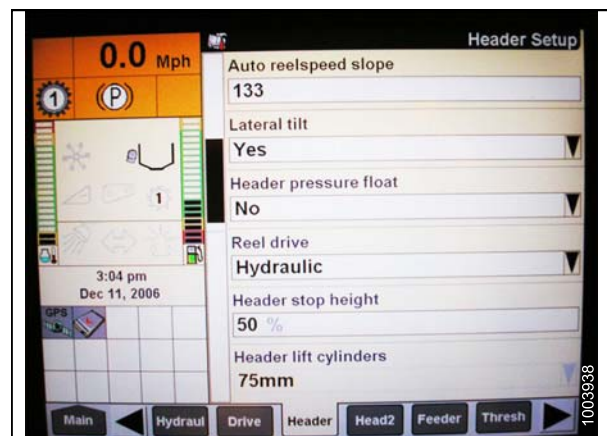 0.0 Mph
Header Setup
1
(P)
Auto reelspeed slope
133
Lateral tilt
Yes
1
Header pressure float
No
Reel drive
Hydraulic
3:04 pm
Dec 11, 2006
Header stop height
50 %
GPS
Header lift cylinders
75mm
Main
Hydraul
Drive
Header
Head2
Feeder
Thresh
1003938